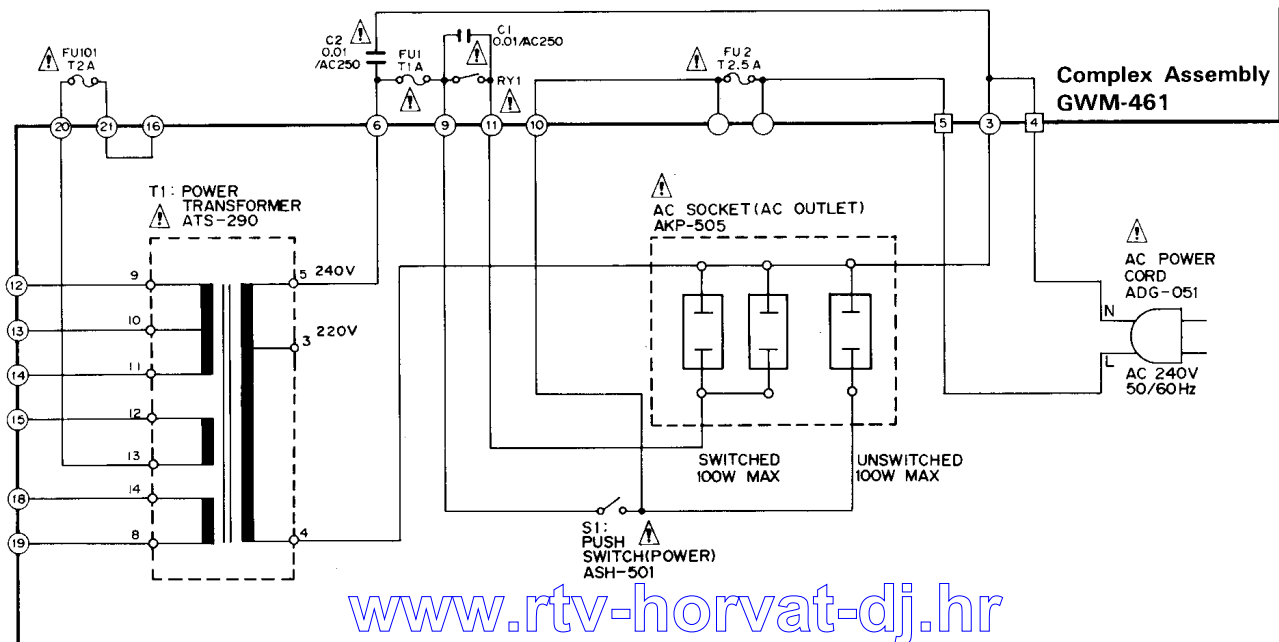 FU101
T2A
C2
0.01
/AC250
FU1
T1A
C1
0.01/AC250
RY1
FU2
T2.5A
Complex Assembly
GWM-461
20
21
16
6
9
11
10
5
3
4
T1: POWER
TRANSFORMER
ATS-290
AC SOCKET(AC OUTLET)
AKP-505
AC POWER
CORD
ADG-051
N
L
AC 240V
50/60Hz
12
9
5
240V
13
10
3
220V
14
11
15
12
13
18
14
19
8
4
SWITCHED
100W MAX
UNSWITCHED
100W MAX
S1:
PUSH
SWITCH(POWER)
ASH-501
www.rtv-horvat-dj.hr